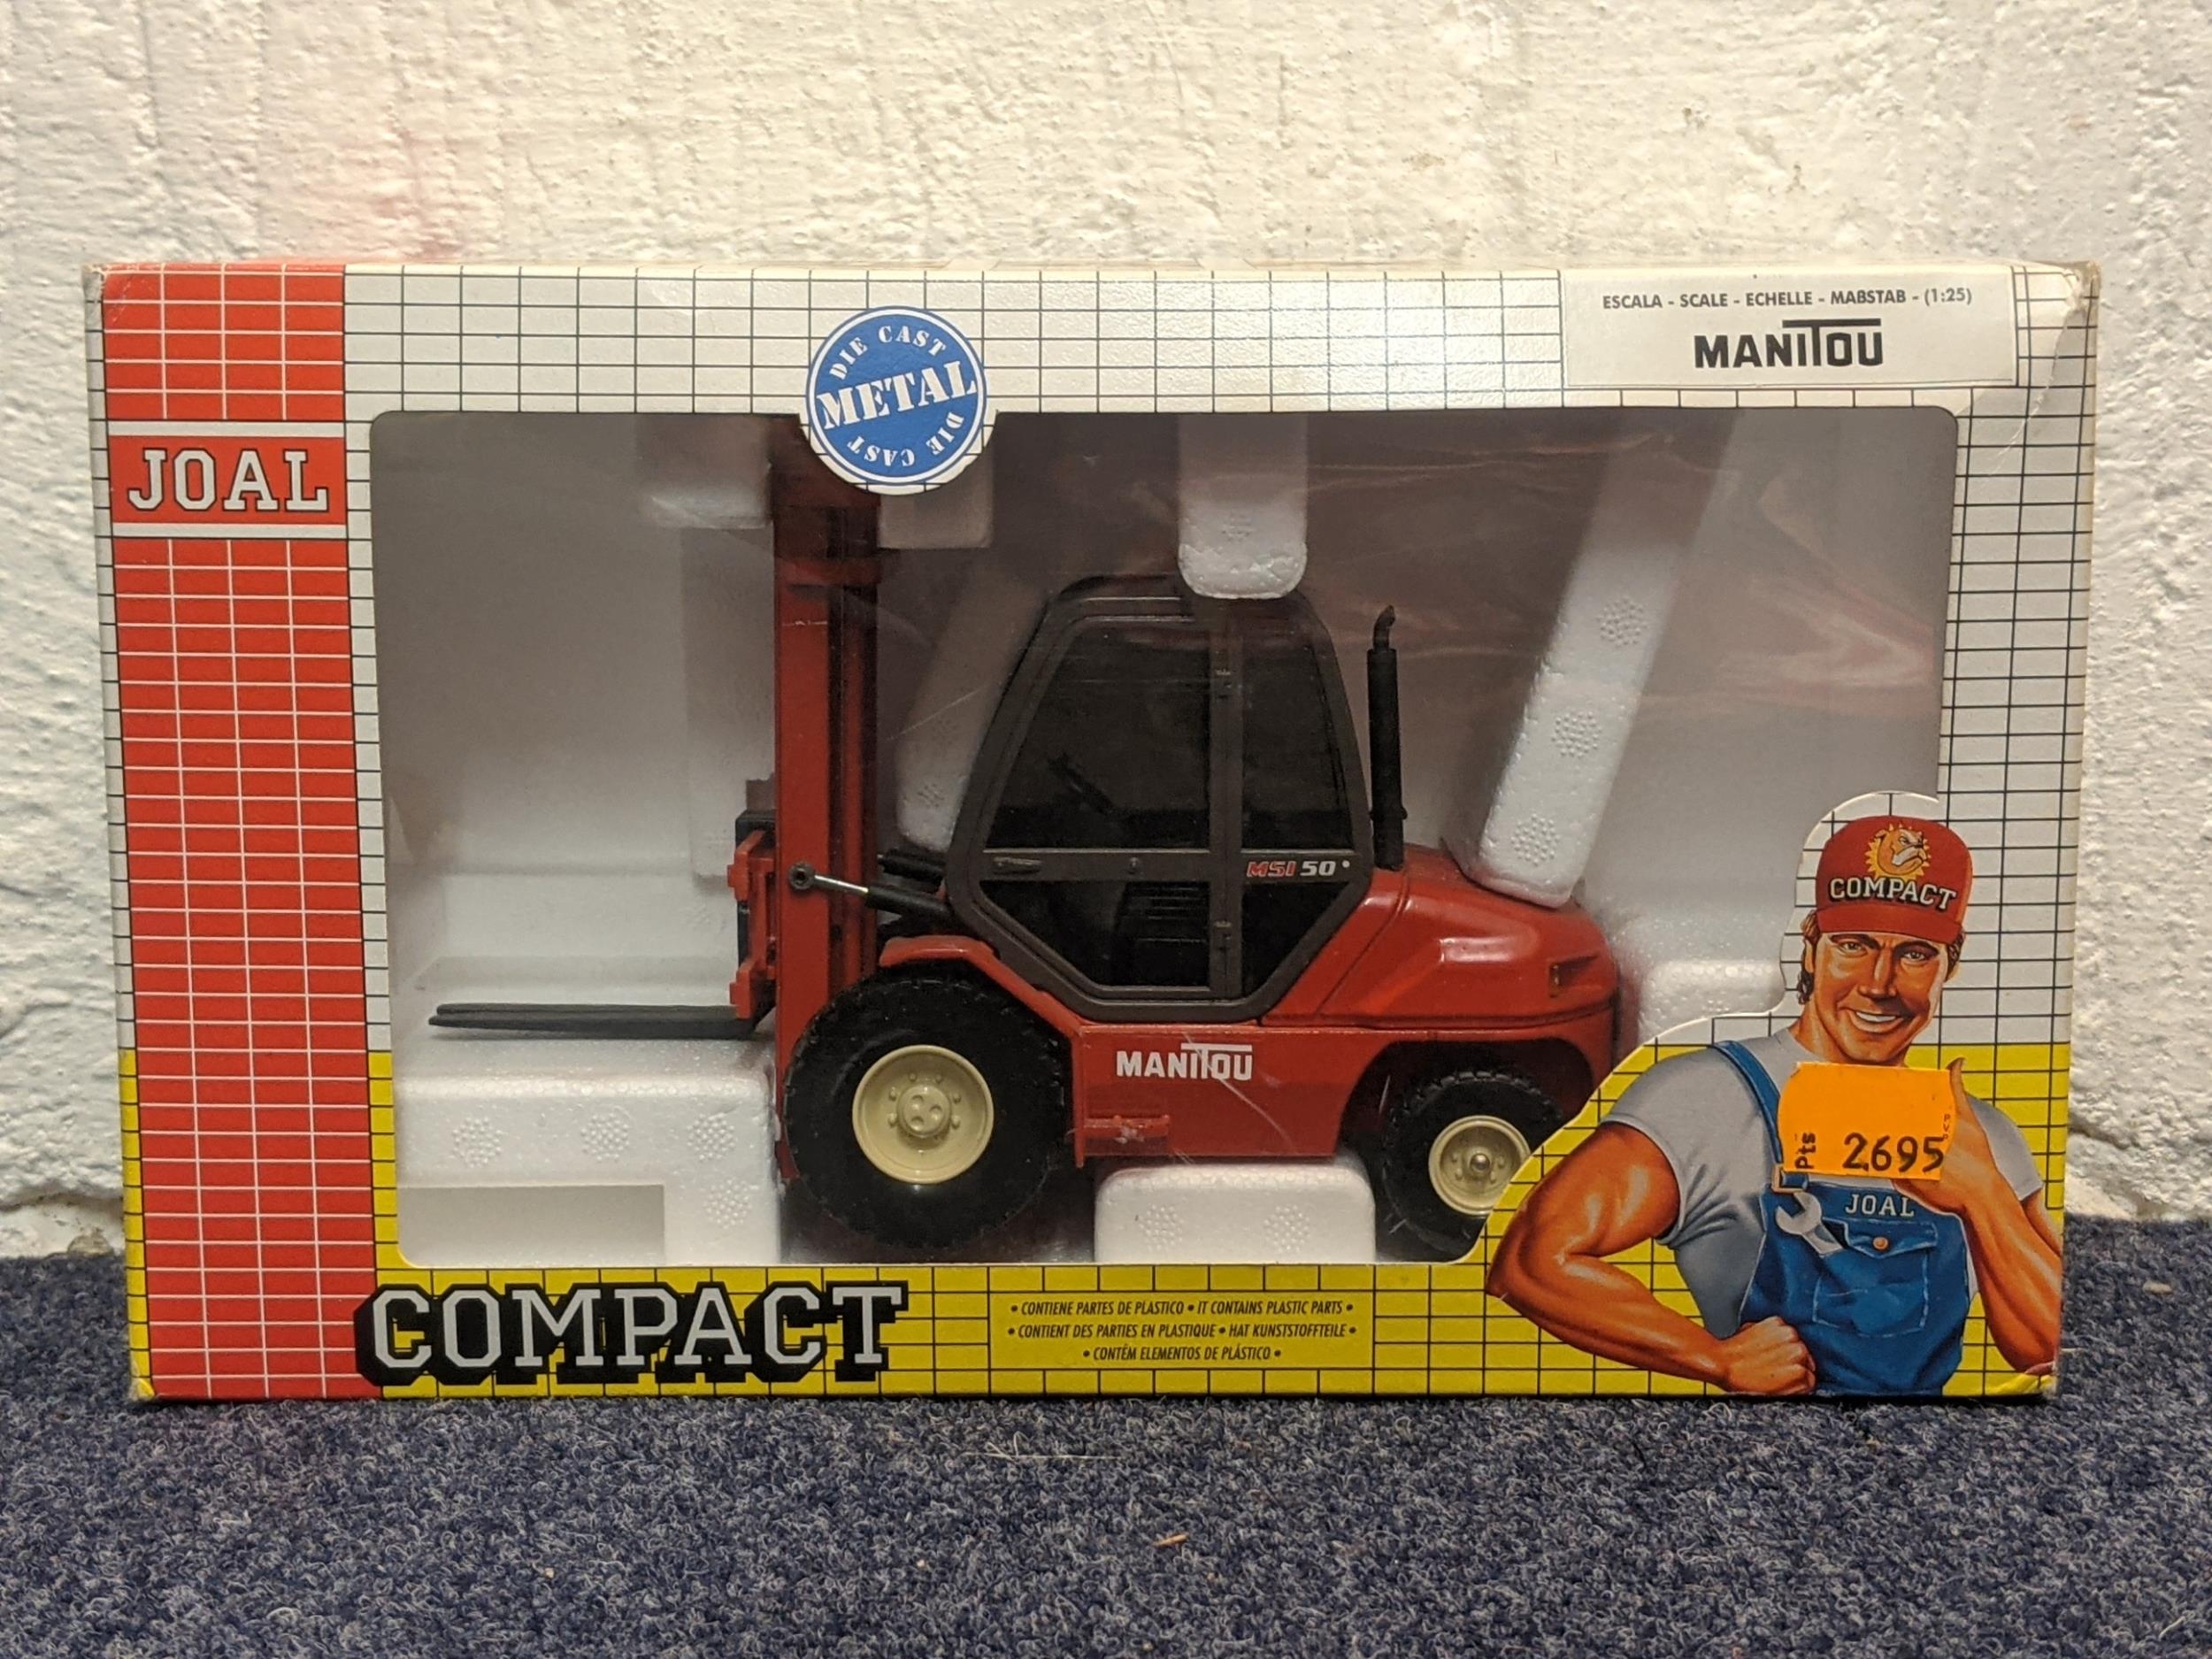 ESCALA - SCALE - ECHELLE - MAßSTAB - (1:25)
MANITOU
DIE CAST
METAL
DIE CAST
JOAL
MSI 50
COMPACT
MANITOU
Pts 2695
JOAL
COMPACT
• CONTIENE PARTES DE PLASTICO • IT CONTAINS PLASTIC PARTS •
• CONTIENT DES PARTIES EN PLASTIQUE • HAT KUNSTSTOFFTEILE •
• CONTÉM ELEMENTOS DE PLÁSTICO •